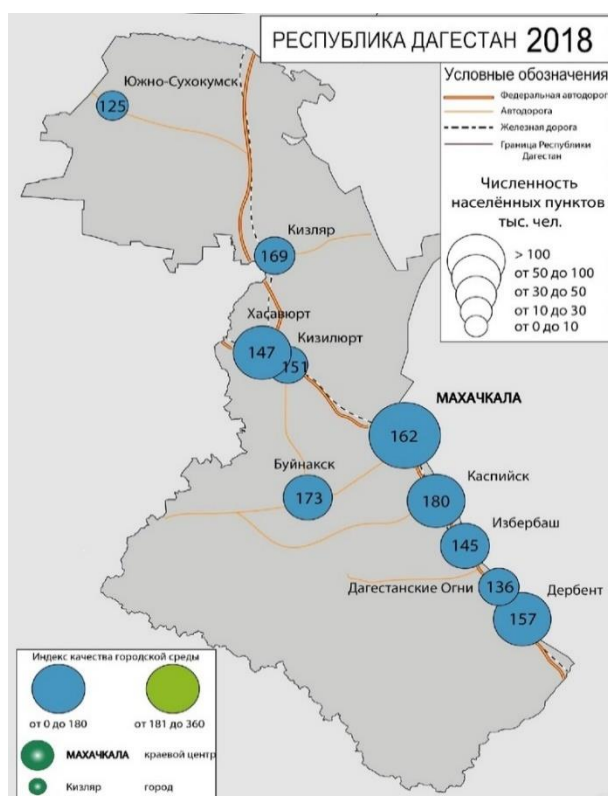 РЕСПУБЛИКА ДАГЕСТАН 2018
Условные обозначения
Федеральная автодорога
Автодорога
Железная дорога
Граница Республики
Дагестан
Численность
населённых пунктов
тыс. чел.
> 100
от 50 до 100
от 30 до 50
от 10 до 30
от 0 до 10
Южно-Сухокумск
125
Кизляр
169
Хасавюрт
147
Кизилюрт
151
МАХАЧКАЛА
162
Буйнакск
173
Каспийск
180
Избербаш
145
Дагестанские Огни
136
Дербент
157
Индекс качества городской среды
от 0 до 180
от 181 до 360
МАХАЧКАЛА краевой центр
Кизляр город